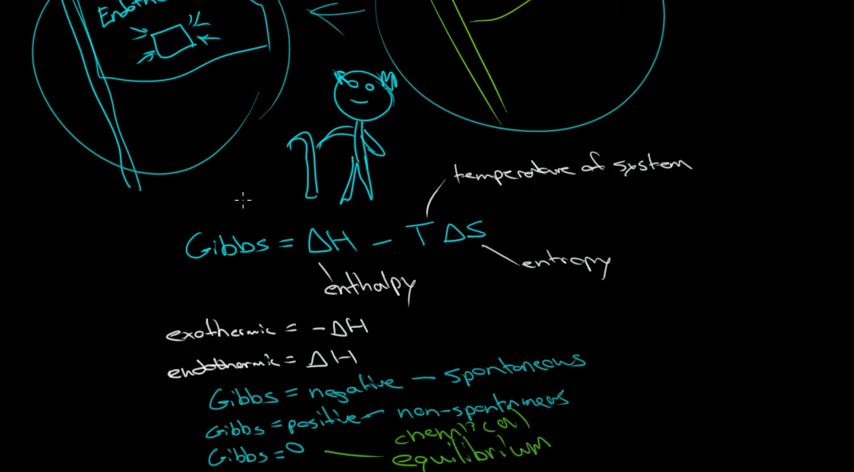 temperature of system
Gibbs = ΔH - TΔS
entropy
enthalpy
exothermic = -ΔH
endothermic = ΔH
Gibbs = negative - spontaneous
Gibbs = positive - non-spontaneous
chemical
Gibbs = 0 - equilibrium